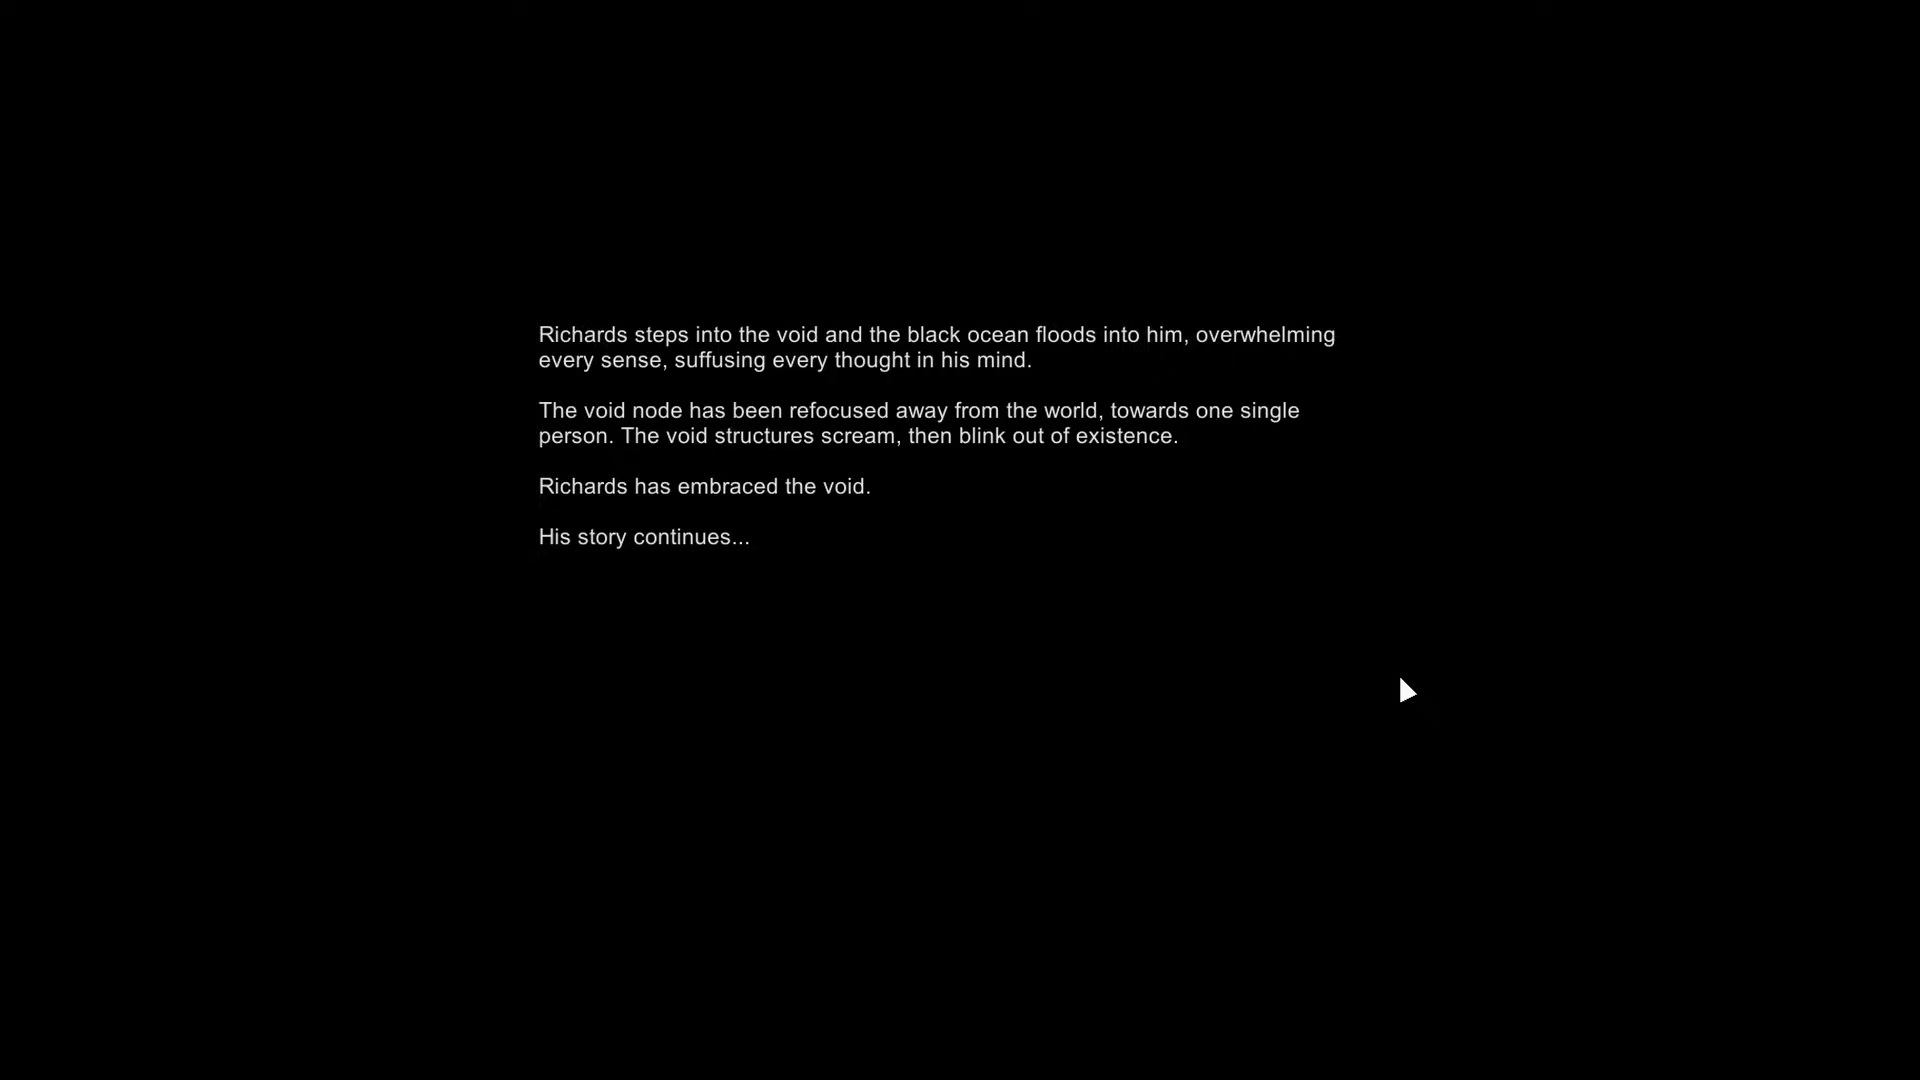 Richards steps into the void and the black ocean floods into him, overwhelming
every sense, suffusing every thought in his mind.
The void node has been refocused away from the world, towards one single
person. The void structures scream, then blink out of existence.
Richards has embraced the void.
His story continues...